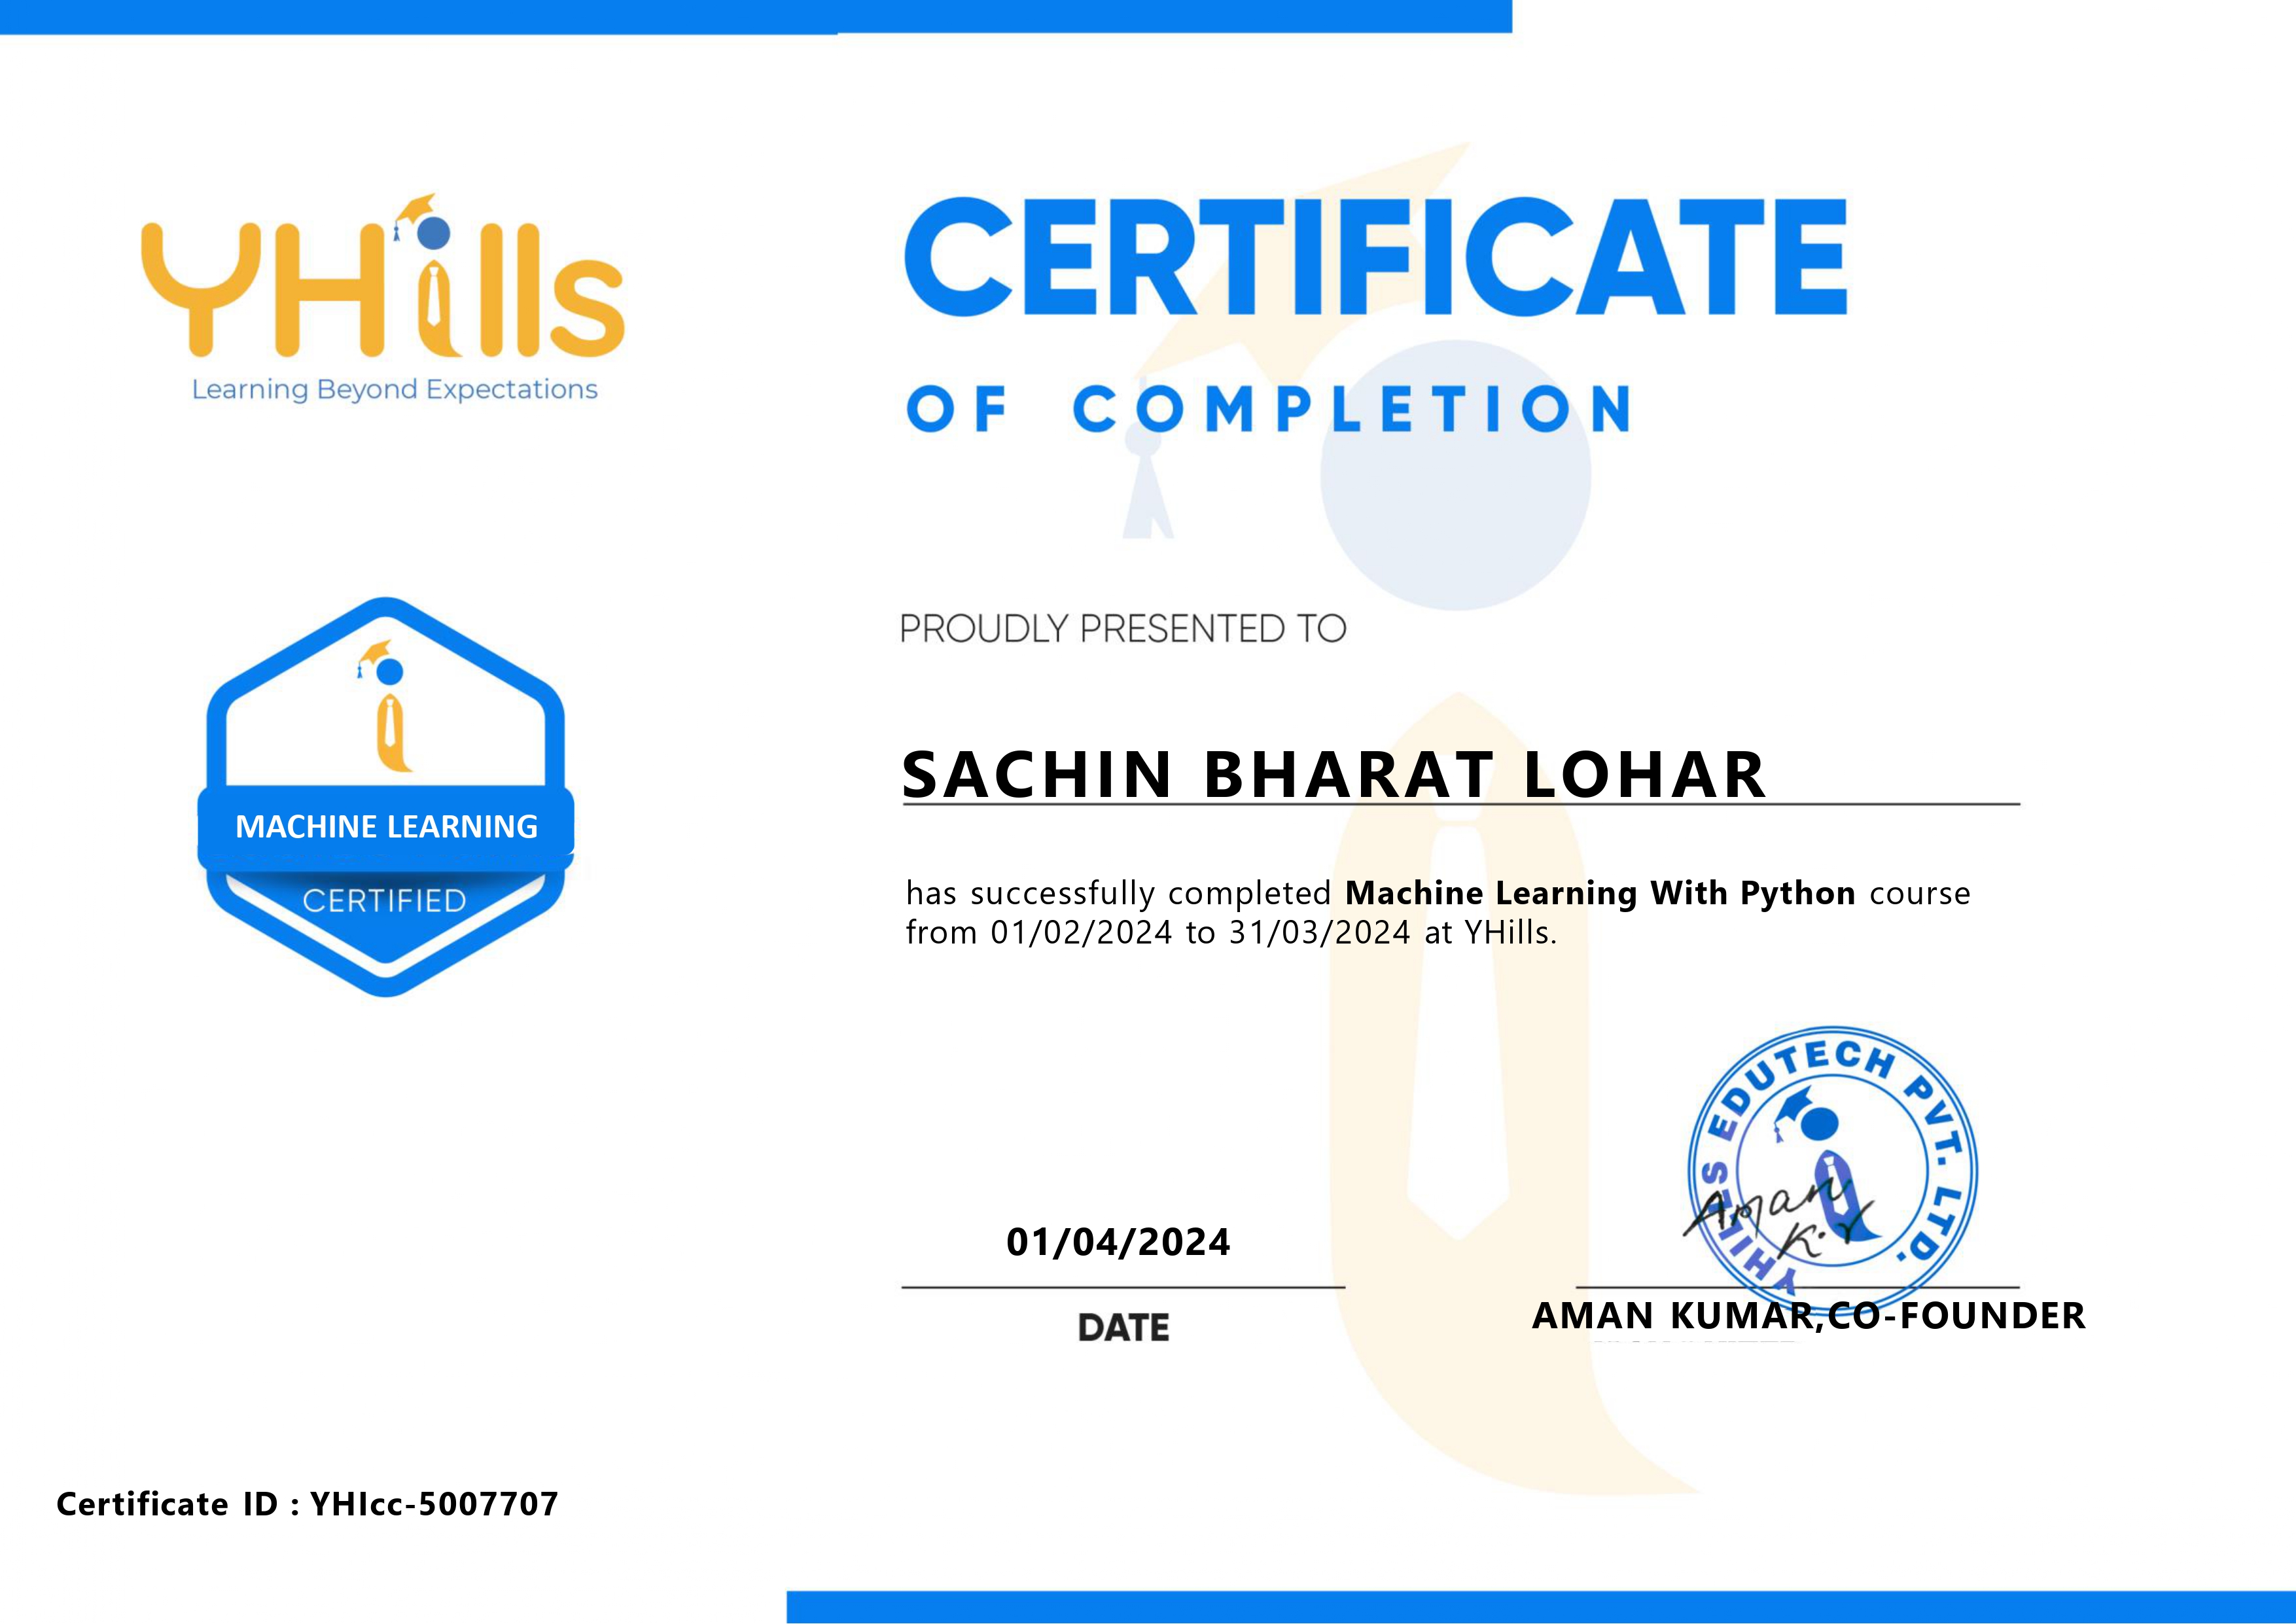 YHills
Learning Beyond Expectations
CERTIFICATE
OF COMPLETION
PROUDLY PRESENTED TO
SACHIN BHARAT LOHAR
MACHINE LEARNING
CERTIFIED
has successfully completed Machine Learning With Python course
from 01/02/2024 to 31/03/2024 at YHills.
YHILLS EDUTECH PVT. LTD.
Aman
K.Y
01/04/2024
DATE
AMAN KUMAR,CO-FOUNDER
Certificate ID : YHIcc-5007707